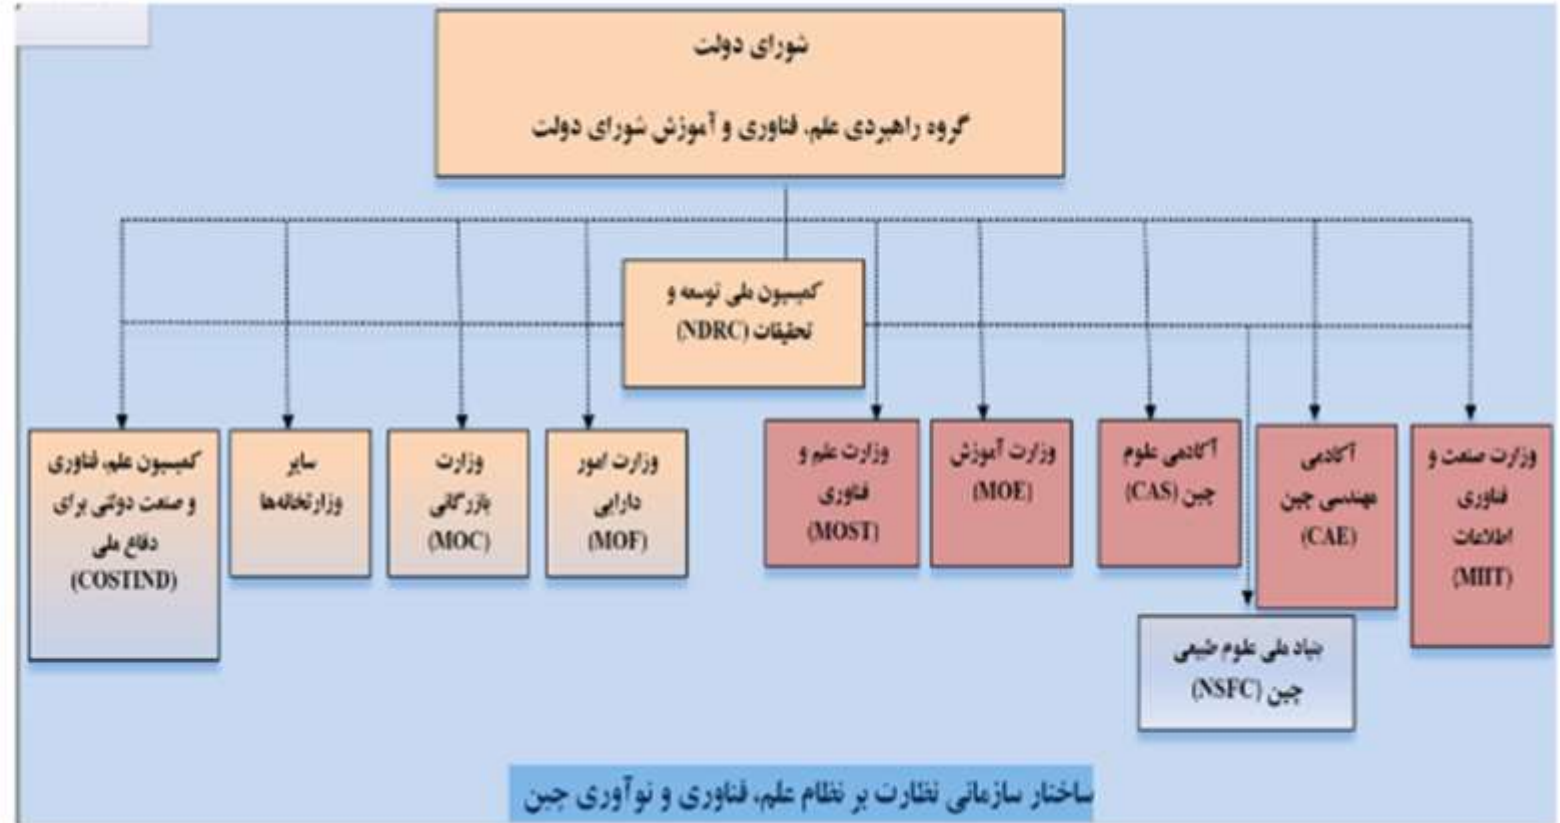 شورای دولت
گروه راهبردی علم، فناوری و آموزش شورای دولت
کمیسیون ملی توسعه و
تحقیقات (NDRC)
وزارت صنعت و
فناوری
اطلاعات
(MIIT)
آکادمی
مهندسی چین
(CAE)
آکادمی علوم
چین (CAS)
وزارت آموزش
(MOE)
وزارت علم و
فناوری
(MOST)
وزارت امور
دارایی
(MOF)
وزارت
بازرگانی
(MOC)
سایر
وزارتخانه‌ها
کمیسیون علم، فناوری
و صنعت دولتی برای
دفاع ملی
(COSTIND)
بنیاد ملی علوم طبیعی
چین (NSFC)
ساختار سازمانی نظارت بر نظام علم، فناوری و نوآوری چین